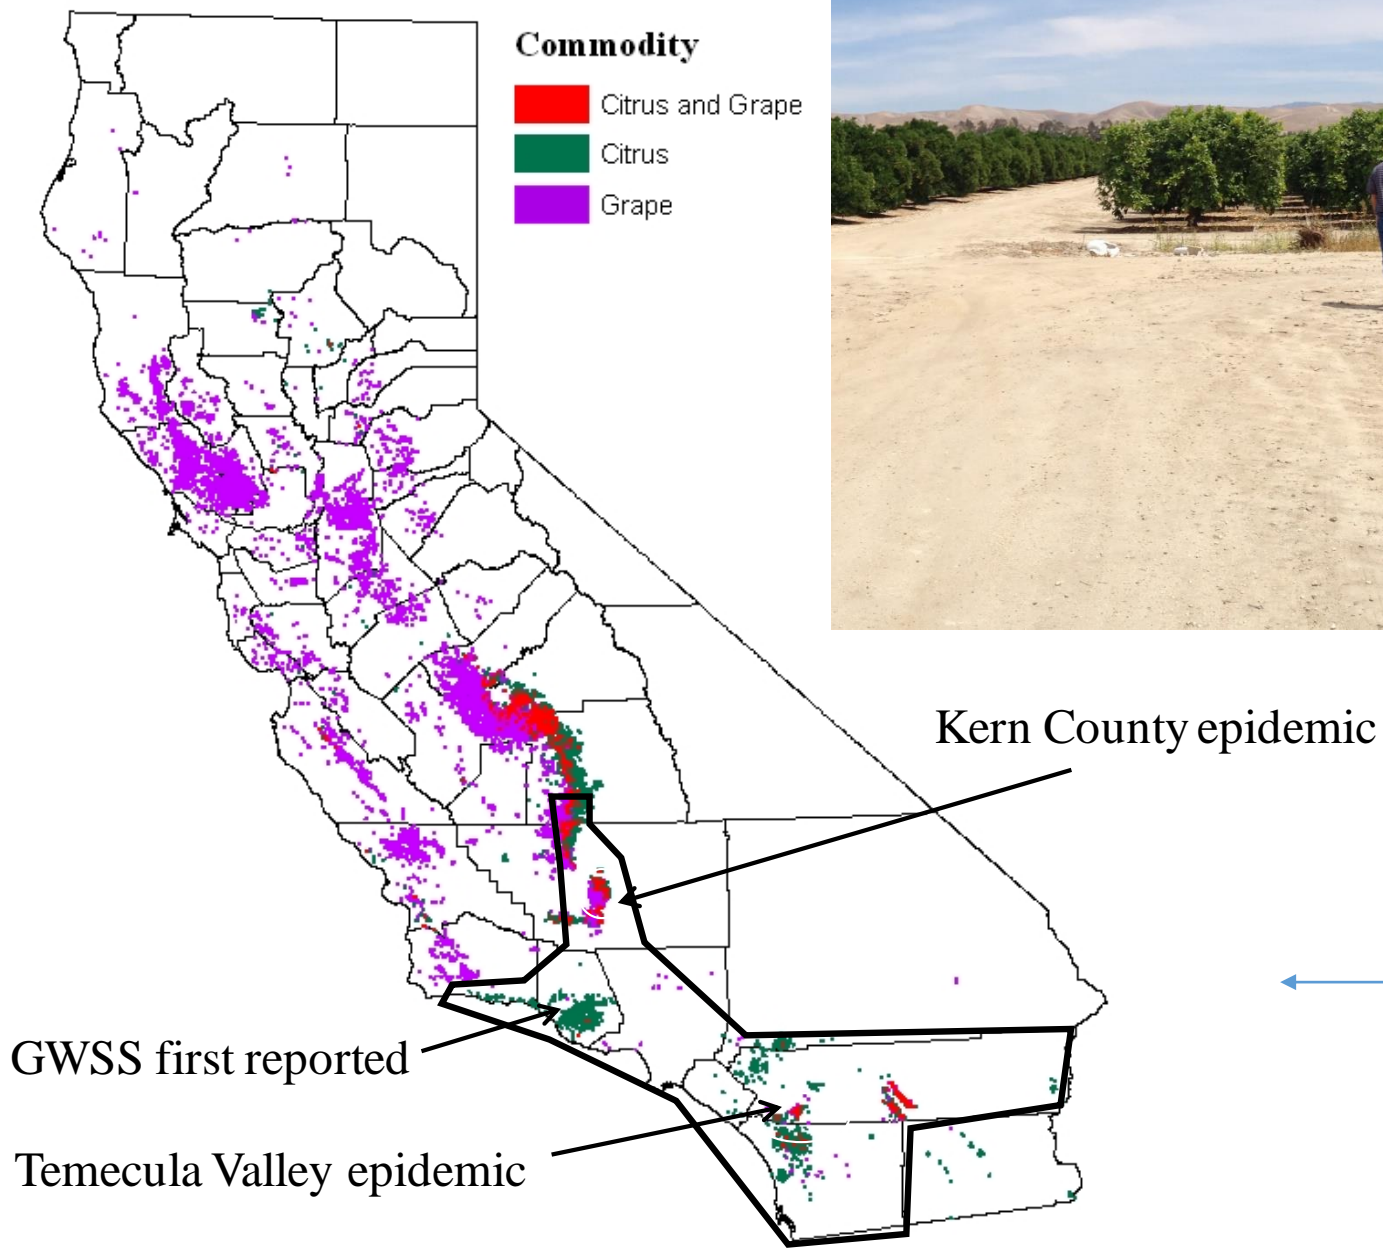 Commodity
Citrus and Grape
Citrus
Grape
Kern County epidemic
GWSS first reported
Temecula Valley epidemic